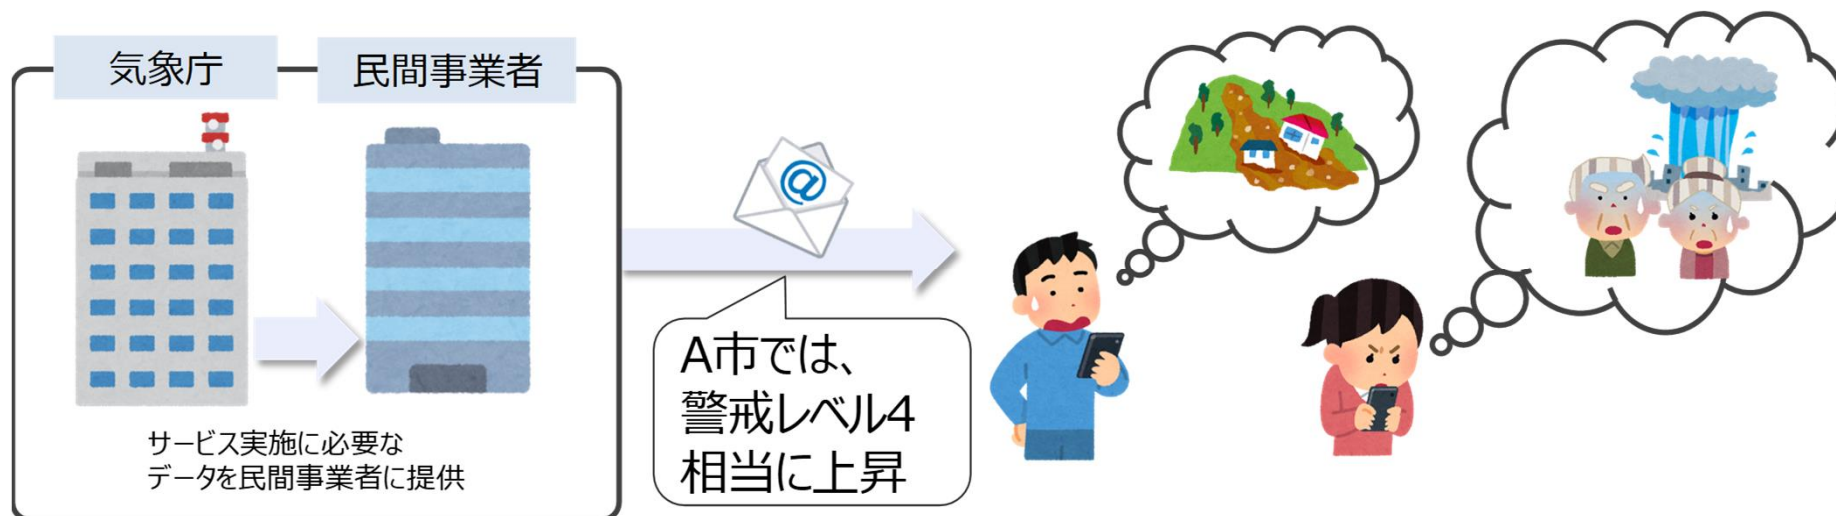 気象庁
民間事業者
サービス実施に必要な
データを民間事業者に提供
@
A市では、
警戒レベル4
相当に上昇